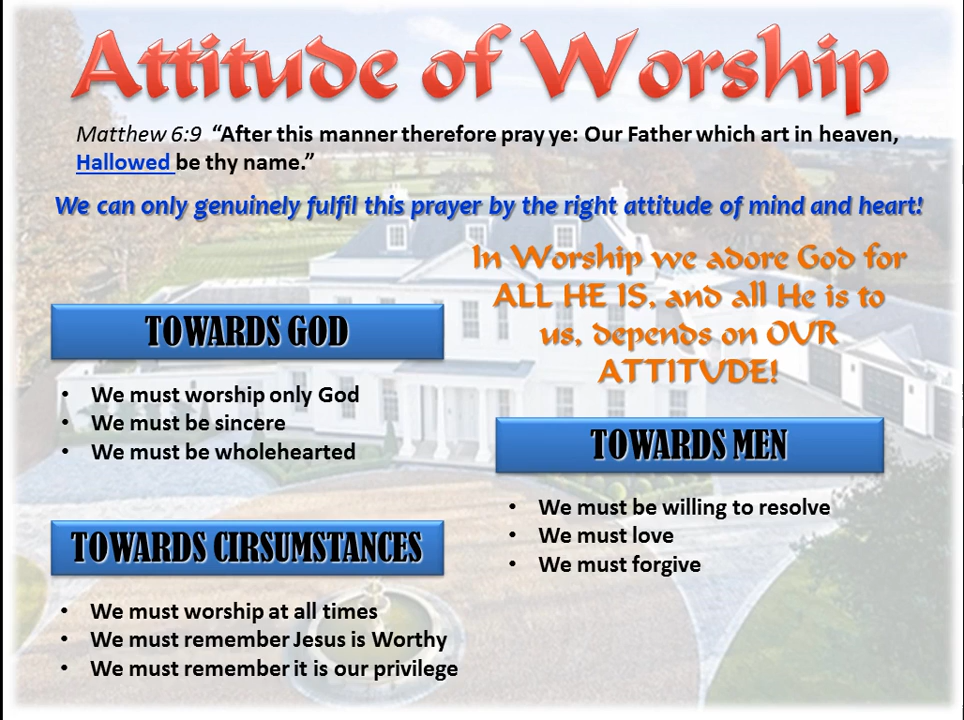 Attitude of Worship
Matthew 6:9 “After this manner therefore pray ye: Our Father which art in heaven,
Hallowed be thy name.”
We can only genuinely fulfil this prayer by the right attitude of mind and heart!
In Worship we adore God for
ALL HE IS, and all He is to
us, depends on OUR
ATTITUDE!
TOWARDS GOD
• We must worship only God
• We must be sincere
• We must be wholehearted
TOWARDS MEN
• We must be willing to resolve
• We must love
• We must forgive
TOWARDS CIRSUMSTANCES
• We must worship at all times
• We must remember Jesus is Worthy
• We must remember it is our privilege